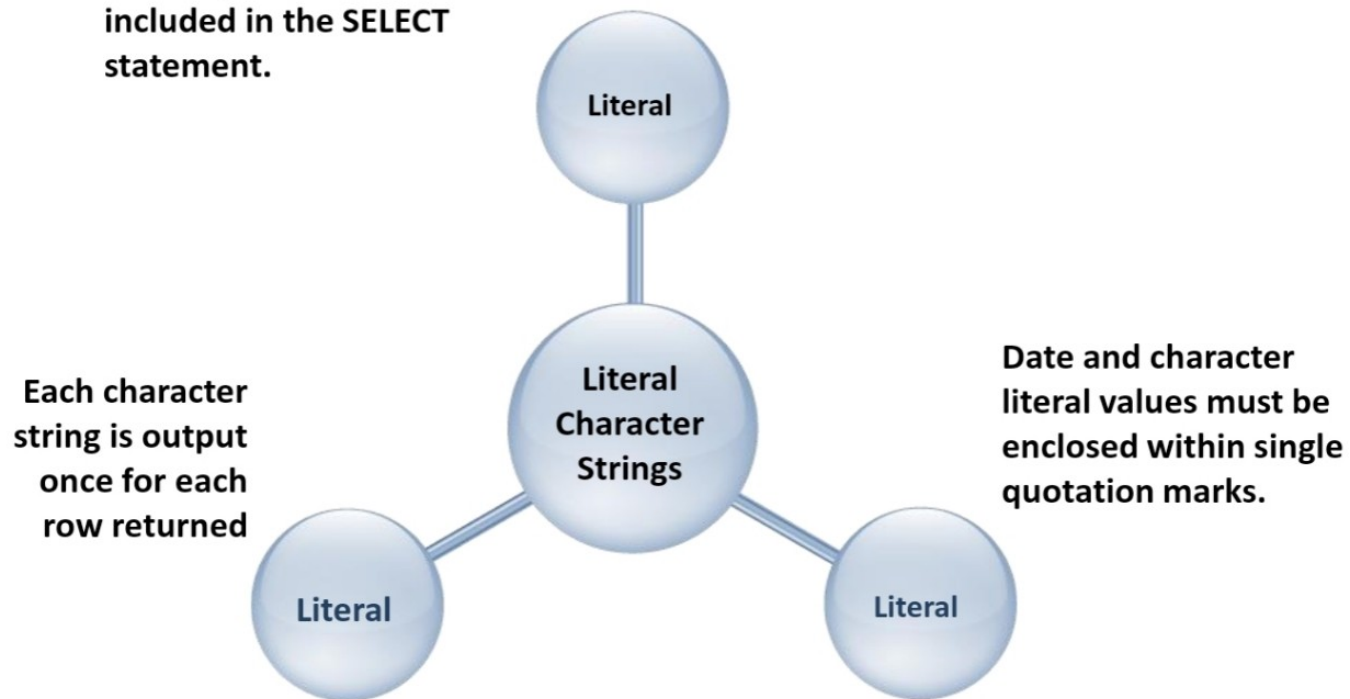 included in the SELECT
statement.
Literal
Each character
string is output
once for each
row returned
Literal
Character
Strings
Date and character
literal values must be
enclosed within single
quotation marks.
Literal
Literal